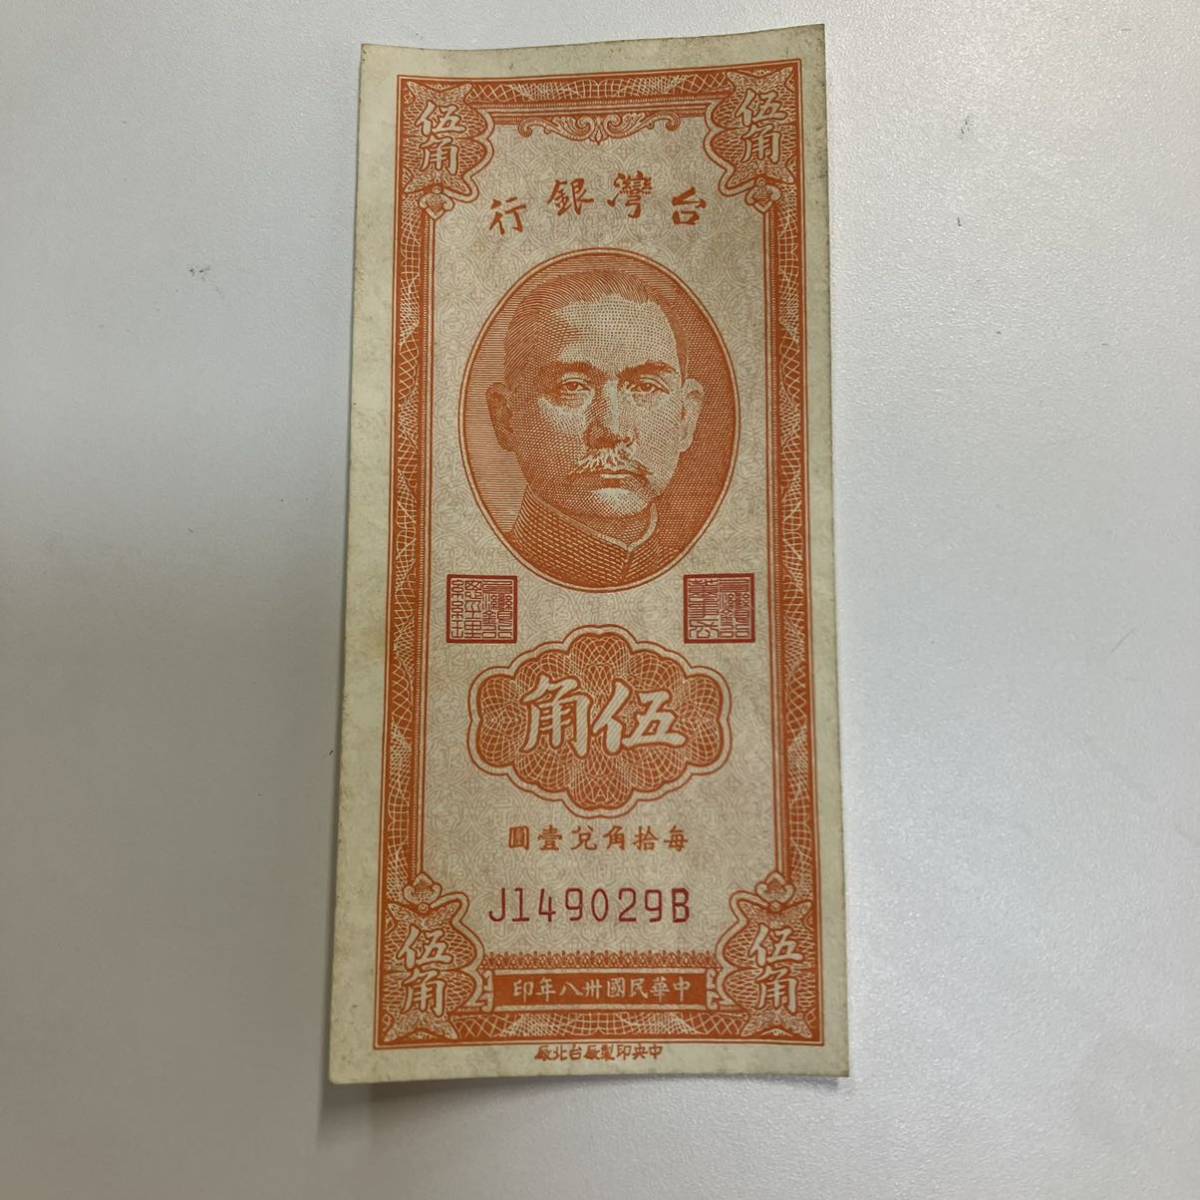 伍角
伍角
台灣銀行
伍角
每拾角兌壹圓
J149029B
伍角
伍角
中華民國卅八年印
中央印製廠台北廠